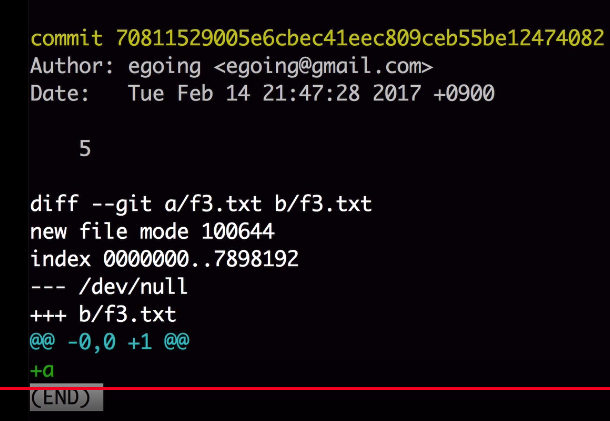 commit 70811529005e6cbec41eec809ceb55be12474082
Author: egoing <egoing@gmail.com>
Date:   Tue Feb 14 21:47:28 2017 +0900
5
diff --git a/f3.txt b/f3.txt
new file mode 100644
index 0000000..7898192
--- /dev/null
+++ b/f3.txt
@@ -0,0 +1 @@
+a
(END)